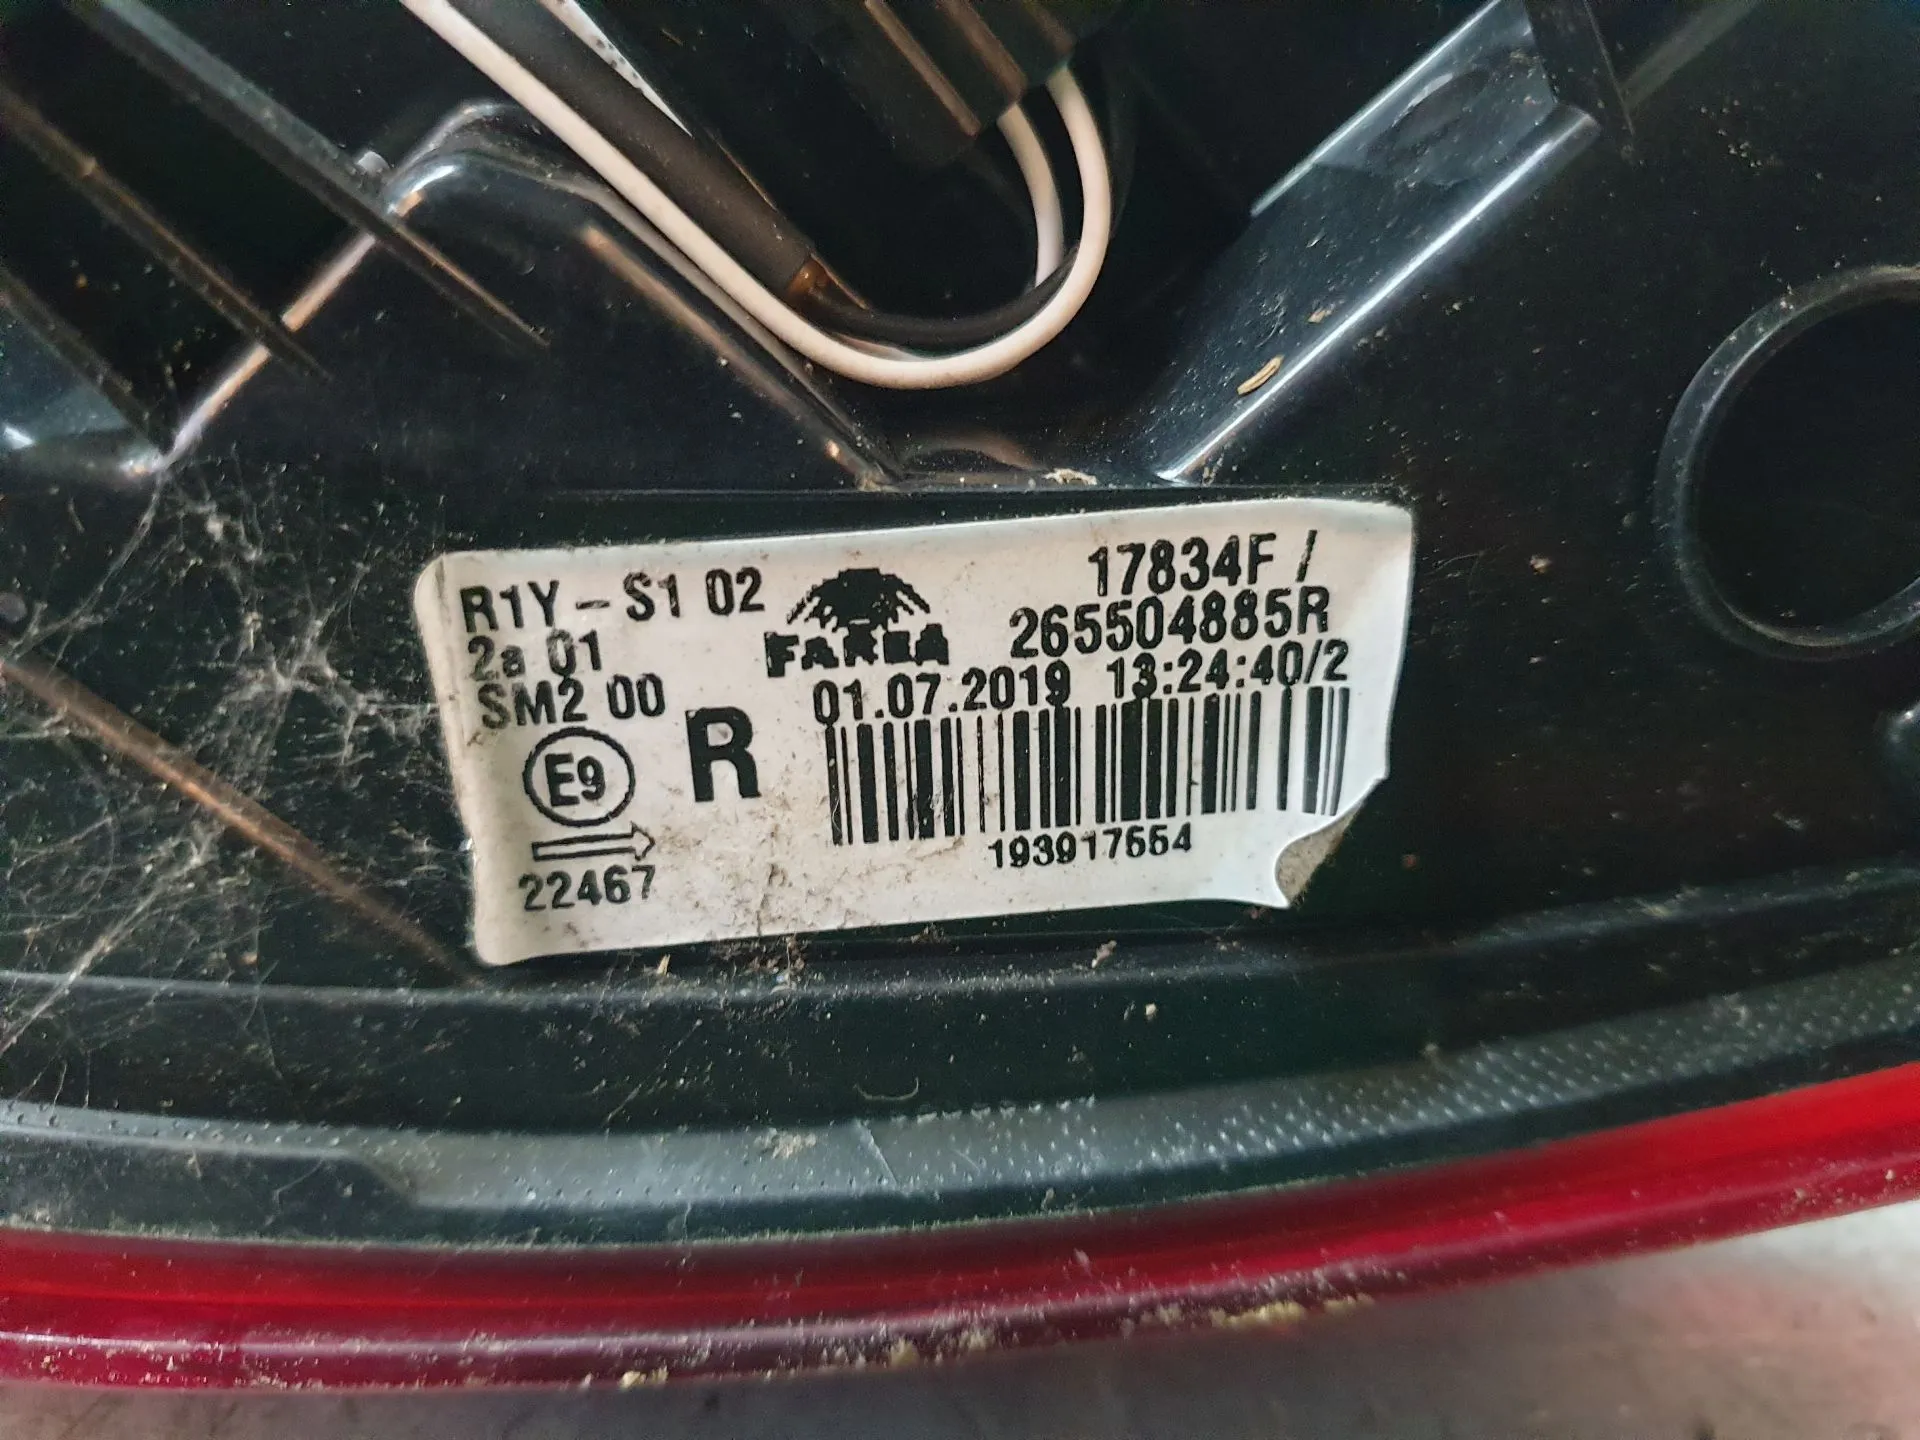 R1Y-S1 02
2a 01
SM2 00
E9
22467
R
FARBA
17834F /
265504885R
01.07.2019 13:24:40/2
193917554